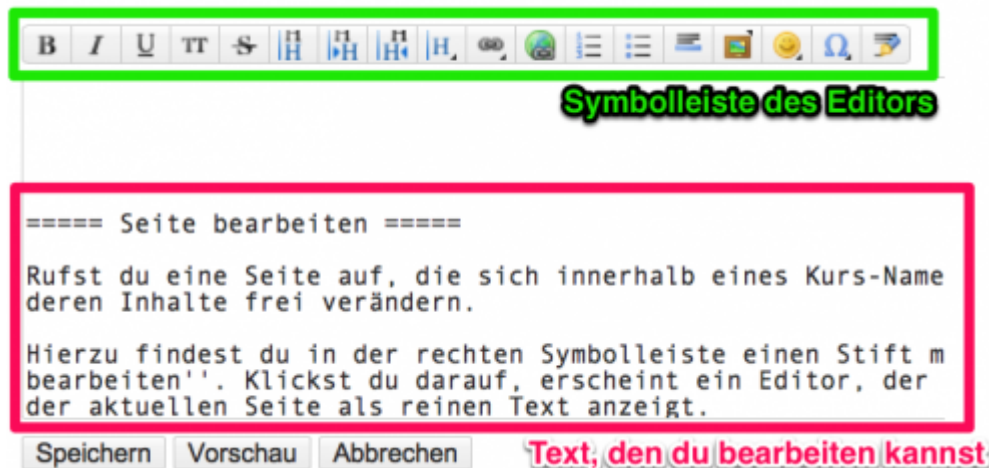 B I U TT S H H H H Ω
Symbolleiste des Editors
===== Seite bearbeiten =====
Rufst du eine Seite auf, die sich innerhalb eines Kurs-Name
deren Inhalte frei verändern.
Hierzu findest du in der rechten Symbolleiste einen Stift m
bearbeiten''. Klickst du darauf, erscheint ein Editor, der
der aktuellen Seite als reinen Text anzeigt.
Speichern Vorschau Abbrechen Text, den du bearbeiten kannst